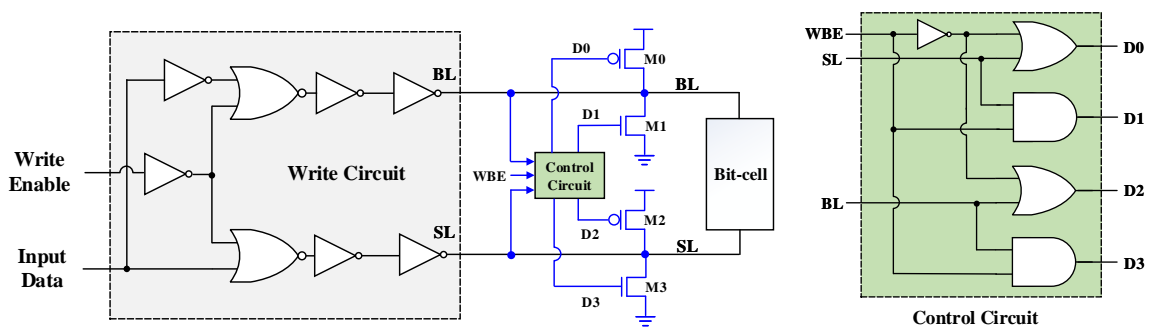 Write
Enable
Input
Data
Write Circuit
BL
SL
WBE
D0
D1
D2
D3
Control
Circuit
M0
M1
M2
M3
BL
SL
Bit-cell
WBE
SL
BL
D0
D1
D2
D3
Control Circuit